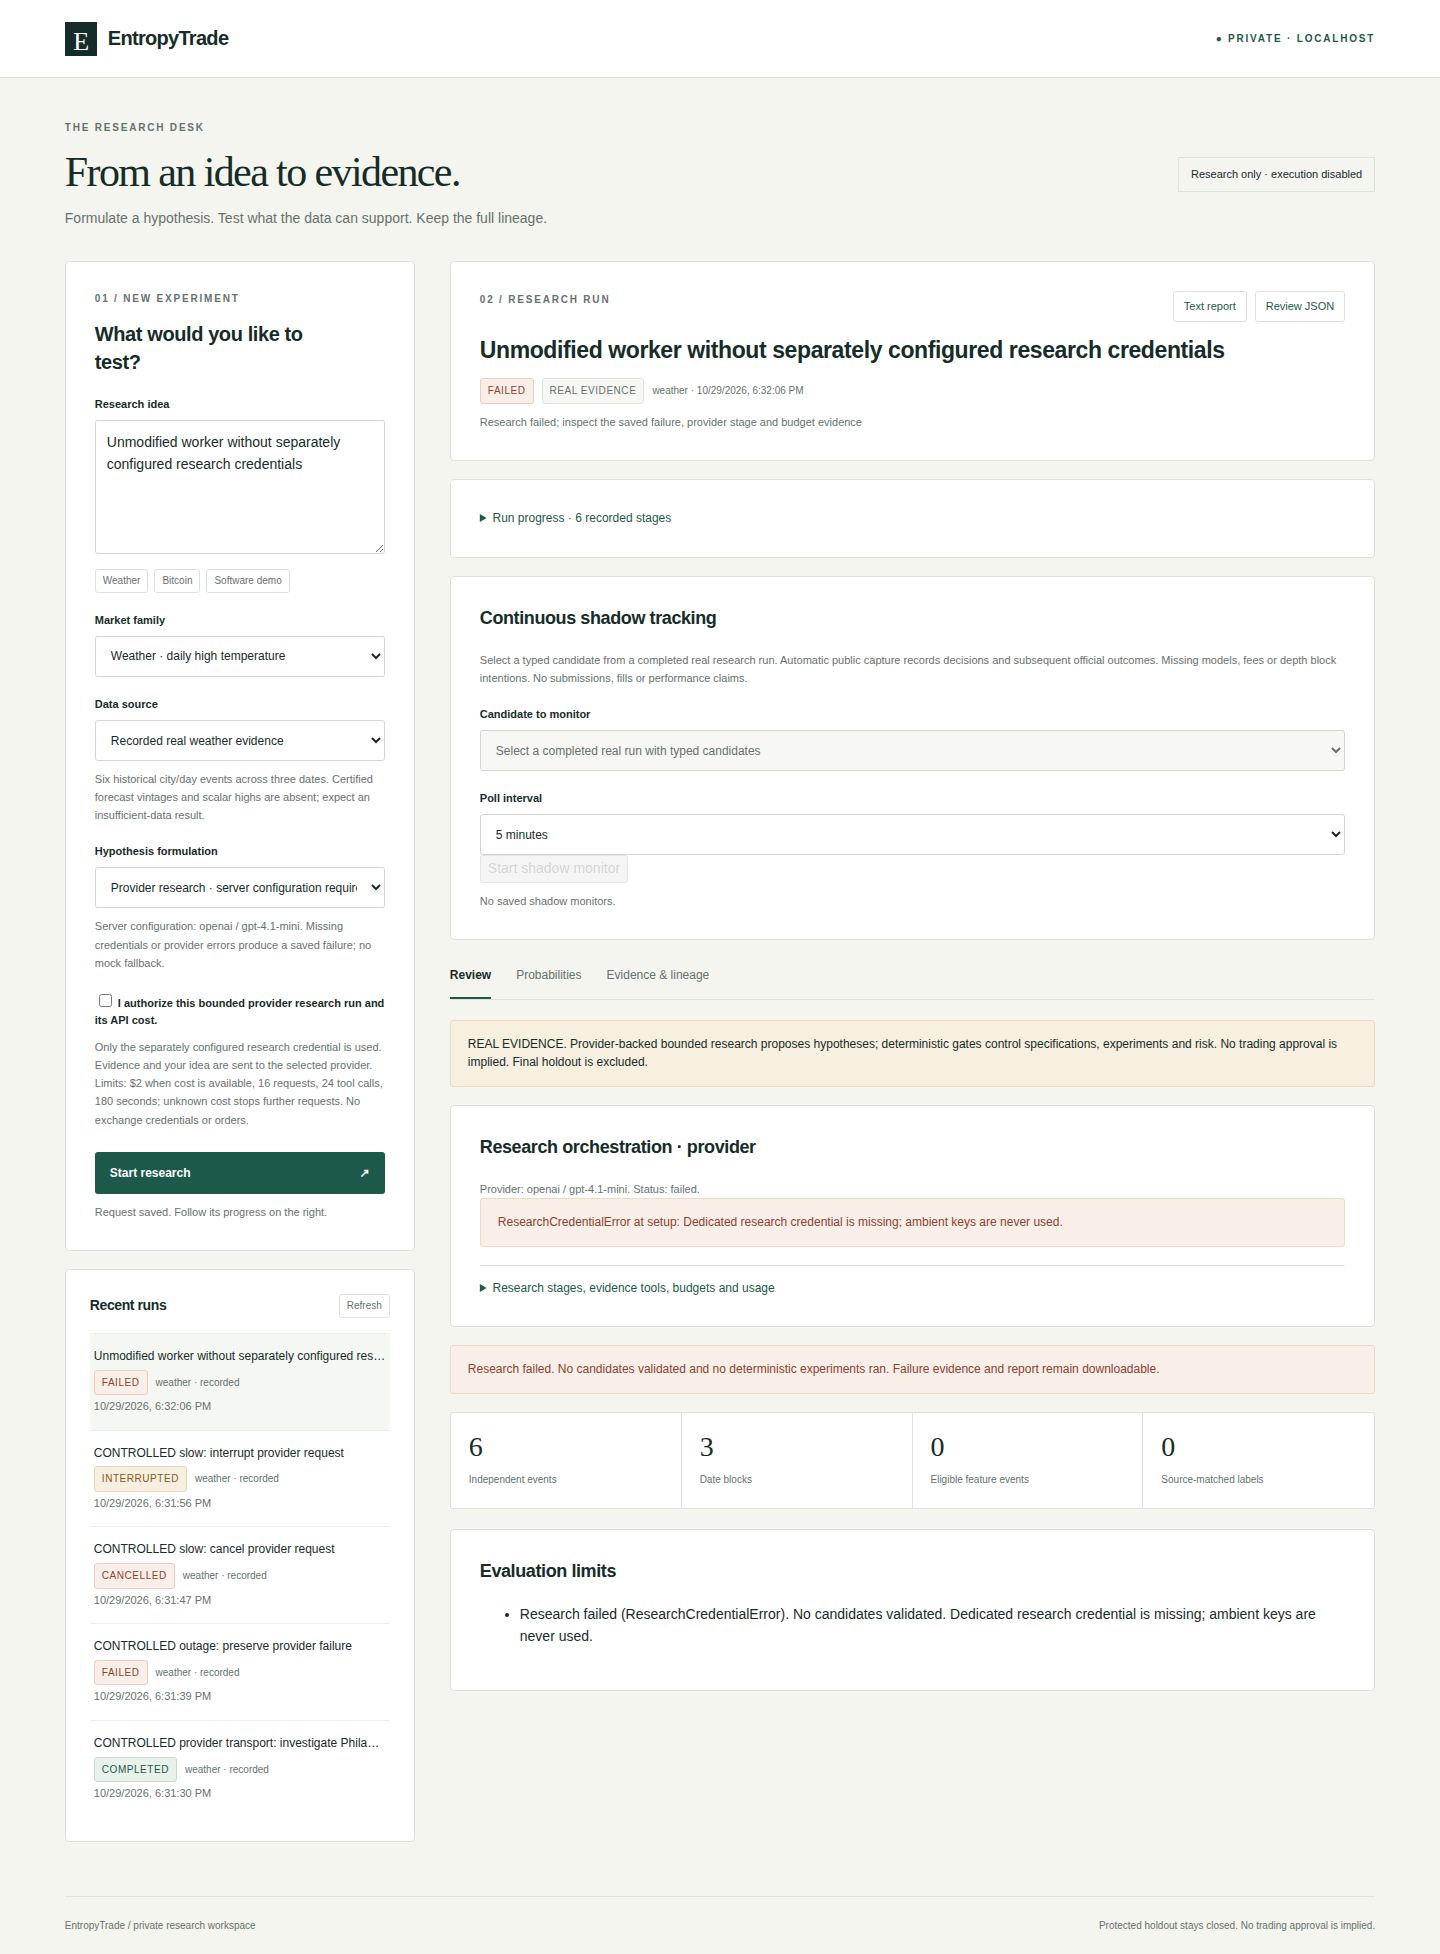 E EntropyTrade
● PRIVATE · LOCALHOST
THE RESEARCH DESK
From an idea to evidence.
Research only · execution disabled
Formulate a hypothesis. Test what the data can support. Keep the full lineage.
01 / NEW EXPERIMENT
What would you like to
test?
Research idea
Unmodified worker without separately
configured research credentials
Weather
Bitcoin
Software demo
Market family
Weather · daily high temperature
Data source
Recorded real weather evidence
Six historical city/day events across three dates. Certified
forecast vintages and scalar highs are absent; expect an
insufficient-data result.
Hypothesis formulation
Provider research · server configuration require
Server configuration: openai / gpt-4.1-mini. Missing
credentials or provider errors produce a saved failure; no
mock fallback.
I authorize this bounded provider research run and
its API cost.
Only the separately configured research credential is used.
Evidence and your idea are sent to the selected provider.
Limits: $2 when cost is available, 16 requests, 24 tool calls,
180 seconds; unknown cost stops further requests. No
exchange credentials or orders.
Start research ↗
Request saved. Follow its progress on the right.
Recent runs
Refresh
Unmodified worker without separately configured res…
FAILED weather · recorded
10/29/2026, 6:32:06 PM
CONTROLLED slow: interrupt provider request
INTERRUPTED weather · recorded
10/29/2026, 6:31:56 PM
CONTROLLED slow: cancel provider request
CANCELLED weather · recorded
10/29/2026, 6:31:47 PM
CONTROLLED outage: preserve provider failure
FAILED weather · recorded
10/29/2026, 6:31:39 PM
CONTROLLED provider transport: investigate Phila…
COMPLETED weather · recorded
10/29/2026, 6:31:30 PM
02 / RESEARCH RUN
Text report
Review JSON
Unmodified worker without separately configured research credentials
FAILED REAL EVIDENCE weather · 10/29/2026, 6:32:06 PM
Research failed; inspect the saved failure, provider stage and budget evidence
▶ Run progress · 6 recorded stages
Continuous shadow tracking
Select a typed candidate from a completed real research run. Automatic public capture records decisions and subsequent official outcomes. Missing models, fees or depth block
intentions. No submissions, fills or performance claims.
Candidate to monitor
Select a completed real run with typed candidates
Poll interval
5 minutes
Start shadow monitor
No saved shadow monitors.
Review
Probabilities
Evidence & lineage
REAL EVIDENCE. Provider-backed bounded research proposes hypotheses; deterministic gates control specifications, experiments and risk. No trading approval is
implied. Final holdout is excluded.
Research orchestration · provider
Provider: openai / gpt-4.1-mini. Status: failed.
ResearchCredentialError at setup: Dedicated research credential is missing; ambient keys are never used.
▶ Research stages, evidence tools, budgets and usage
Research failed. No candidates validated and no deterministic experiments ran. Failure evidence and report remain downloadable.
6
Independent events
3
Date blocks
0
Eligible feature events
0
Source-matched labels
Evaluation limits
• Research failed (ResearchCredentialError). No candidates validated. Dedicated research credential is missing; ambient keys are
never used.
EntropyTrade / private research workspace
Protected holdout stays closed. No trading approval is implied.